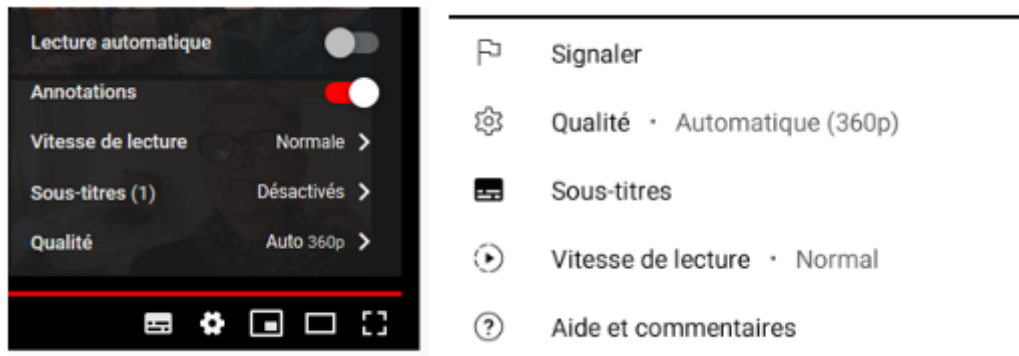 Lecture automatique
Annotations
Vitesse de lecture Normale
Sous-titres (1) Désactivés
Qualité Auto 360p
Signaler
Qualité · Automatique (360p)
Sous-titres
Vitesse de lecture · Normal
Aide et commentaires